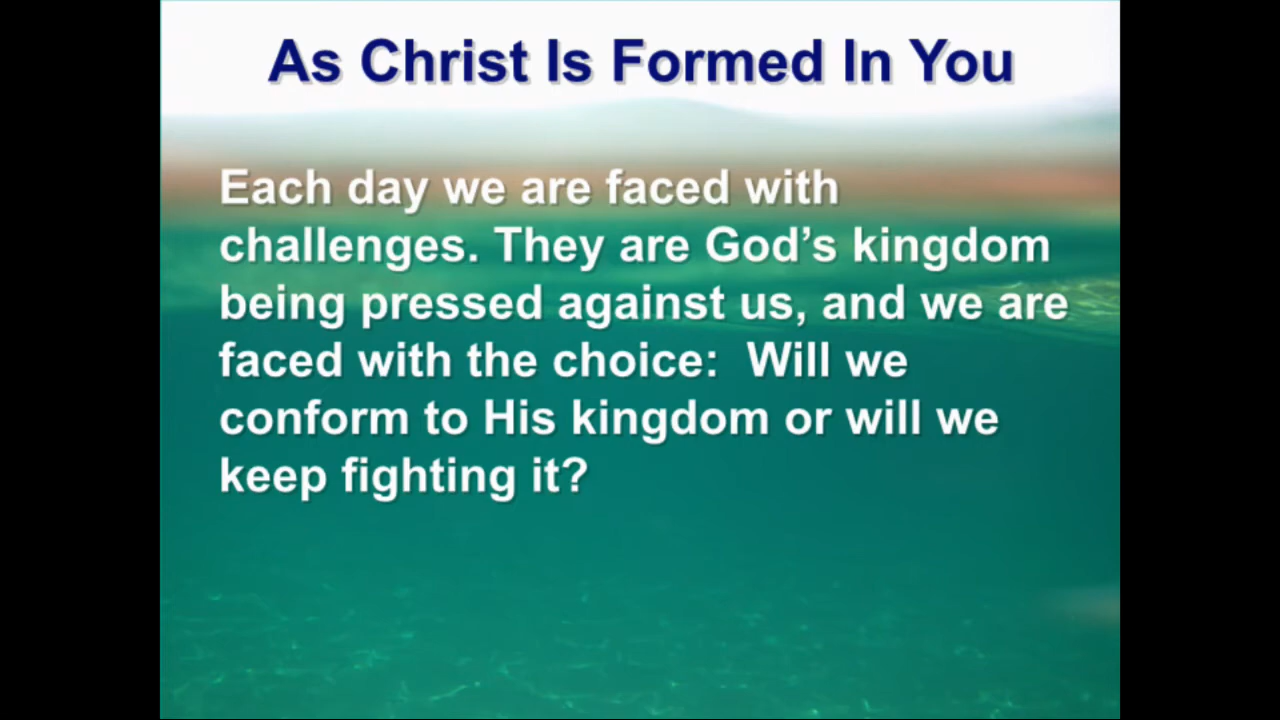 As Christ Is Formed In You
Each day we are faced with
challenges. They are God’s kingdom
being pressed against us, and we are
faced with the choice:  Will we
conform to His kingdom or will we
keep fighting it?